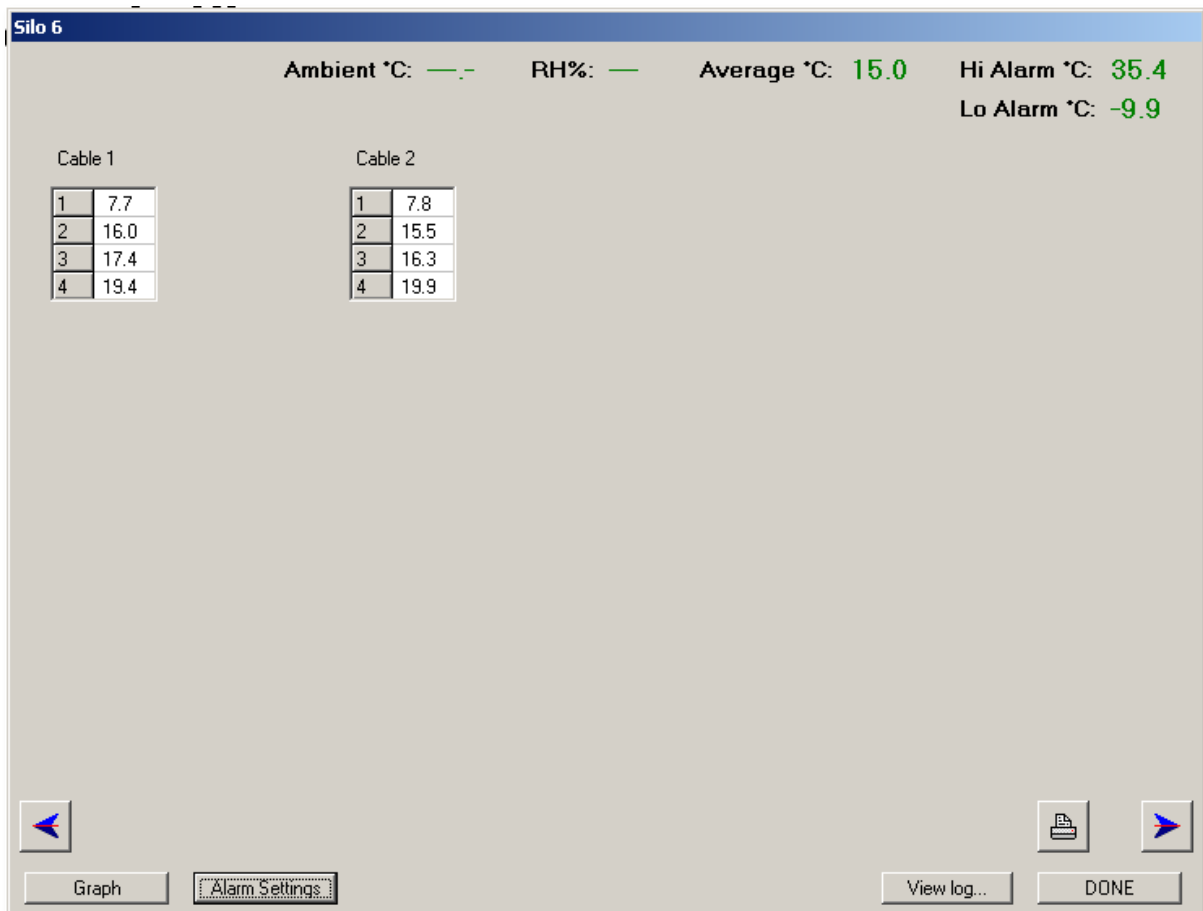 Silo 6
Ambient °C: —.- RH%: — Average °C: 15.0 Hi Alarm °C: 35.4
Lo Alarm °C: -9.9
Cable 1 Cable 2
1 7.7 1 7.8
2 16.0 2 15.5
3 17.4 3 16.3
4 19.4 4 19.9
Graph Alarm Settings View log... DONE